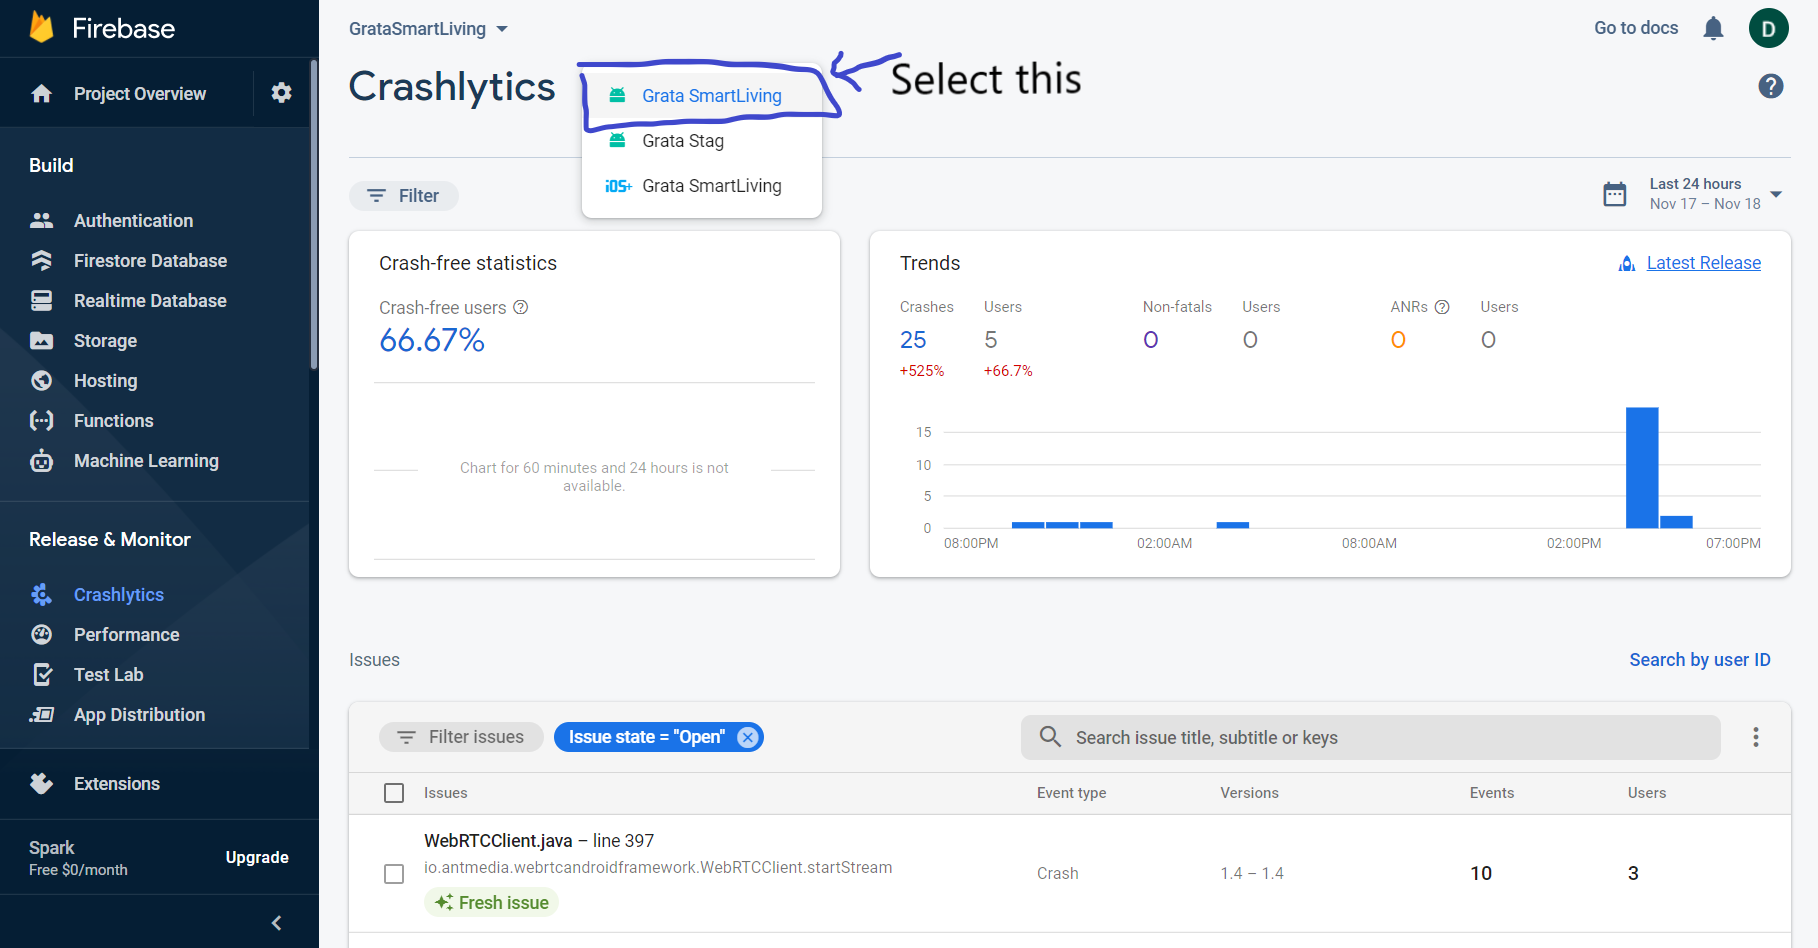 Firebase
Project Overview
Build
Authentication
Firestore Database
Realtime Database
Storage
Hosting
Functions
Machine Learning
Release & Monitor
Crashlytics
Performance
Test Lab
App Distribution
Extensions
Spark
Free $0/month
Upgrade
GrataSmartLiving
Go to docs
D
Crashlytics
Grata SmartLiving
Select this
Grata Stag
iOS+ Grata SmartLiving
Filter
Last 24 hours
Nov 17 – Nov 18
Crash-free statistics
Crash-free users
66.67%
Chart for 60 minutes and 24 hours is not
available.
Trends
Latest Release
Crashes Users Non-fatals Users ANRs Users
25 5 0 0 0 0
+525% +66.7%
15
10
5
0
08:00PM 02:00AM 08:00AM 02:00PM 07:00PM
Issues
Search by user ID
Filter issues
Issue state = "Open"
Search issue title, subtitle or keys
Issues Event type Versions Events Users
WebRTCClient.java – line 397
io.antmedia.webrtcandroidframework.WebRTCClient.startStream
Crash 1.4 – 1.4 10 3
Fresh issue